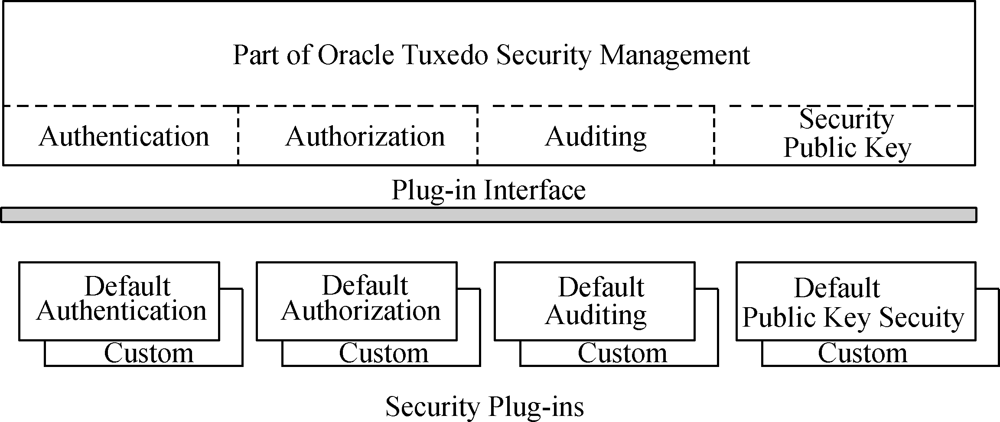 Part of Oracle Tuxedo Security Management
Authentication
Authorization
Auditing
Security
Public Key
Plug-in Interface
Default
Authentication
Custom
Default
Authorization
Custom
Default
Auditing
Custom
Default
Public Key Secuity
Custom
Security Plug-ins